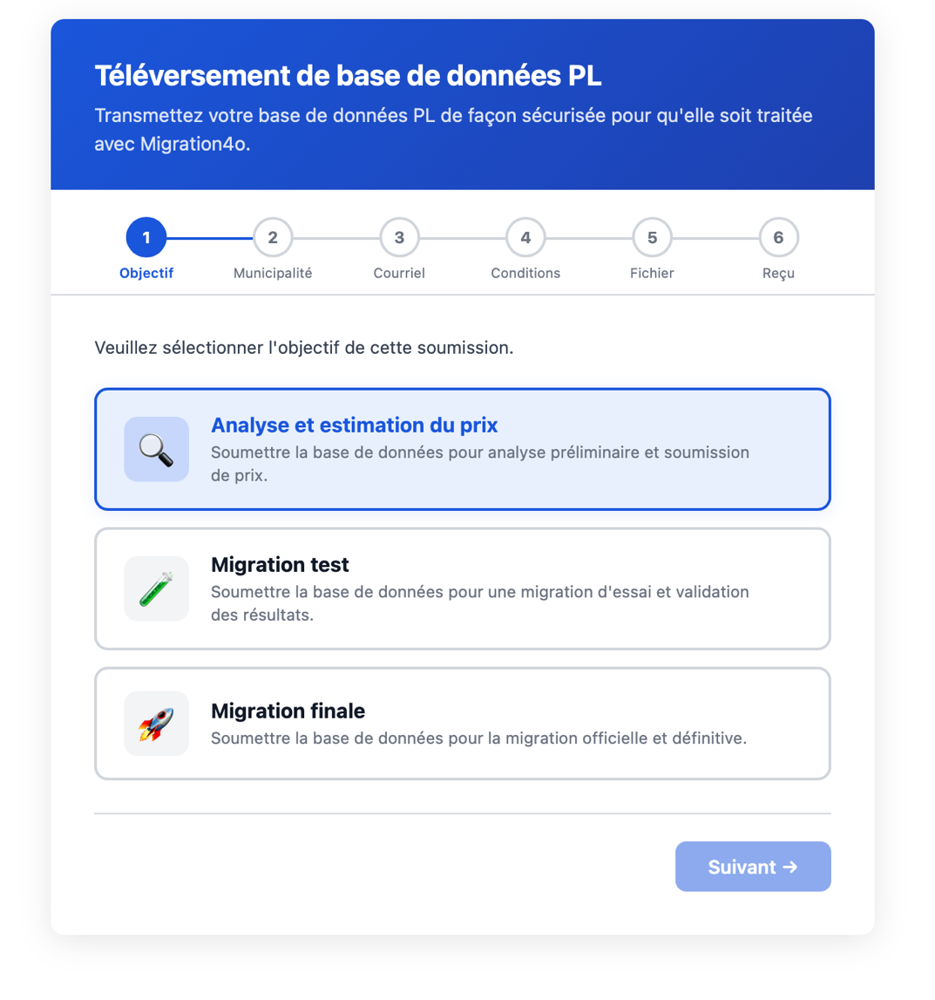 Téléversement de base de données PL
Transmettez votre base de données PL de façon sécurisée pour qu'elle soit traitée
avec Migration4o.
1
2
3
4
5
6
Objectif
Municipalité
Courriel
Conditions
Fichier
Reçu
Veuillez sélectionner l'objectif de cette soumission.
Analyse et estimation du prix
Soumettre la base de données pour analyse préliminaire et soumission
de prix.
Migration test
Soumettre la base de données pour une migration d'essai et validation
des résultats.
Migration finale
Soumettre la base de données pour la migration officielle et définitive.
Suivant →